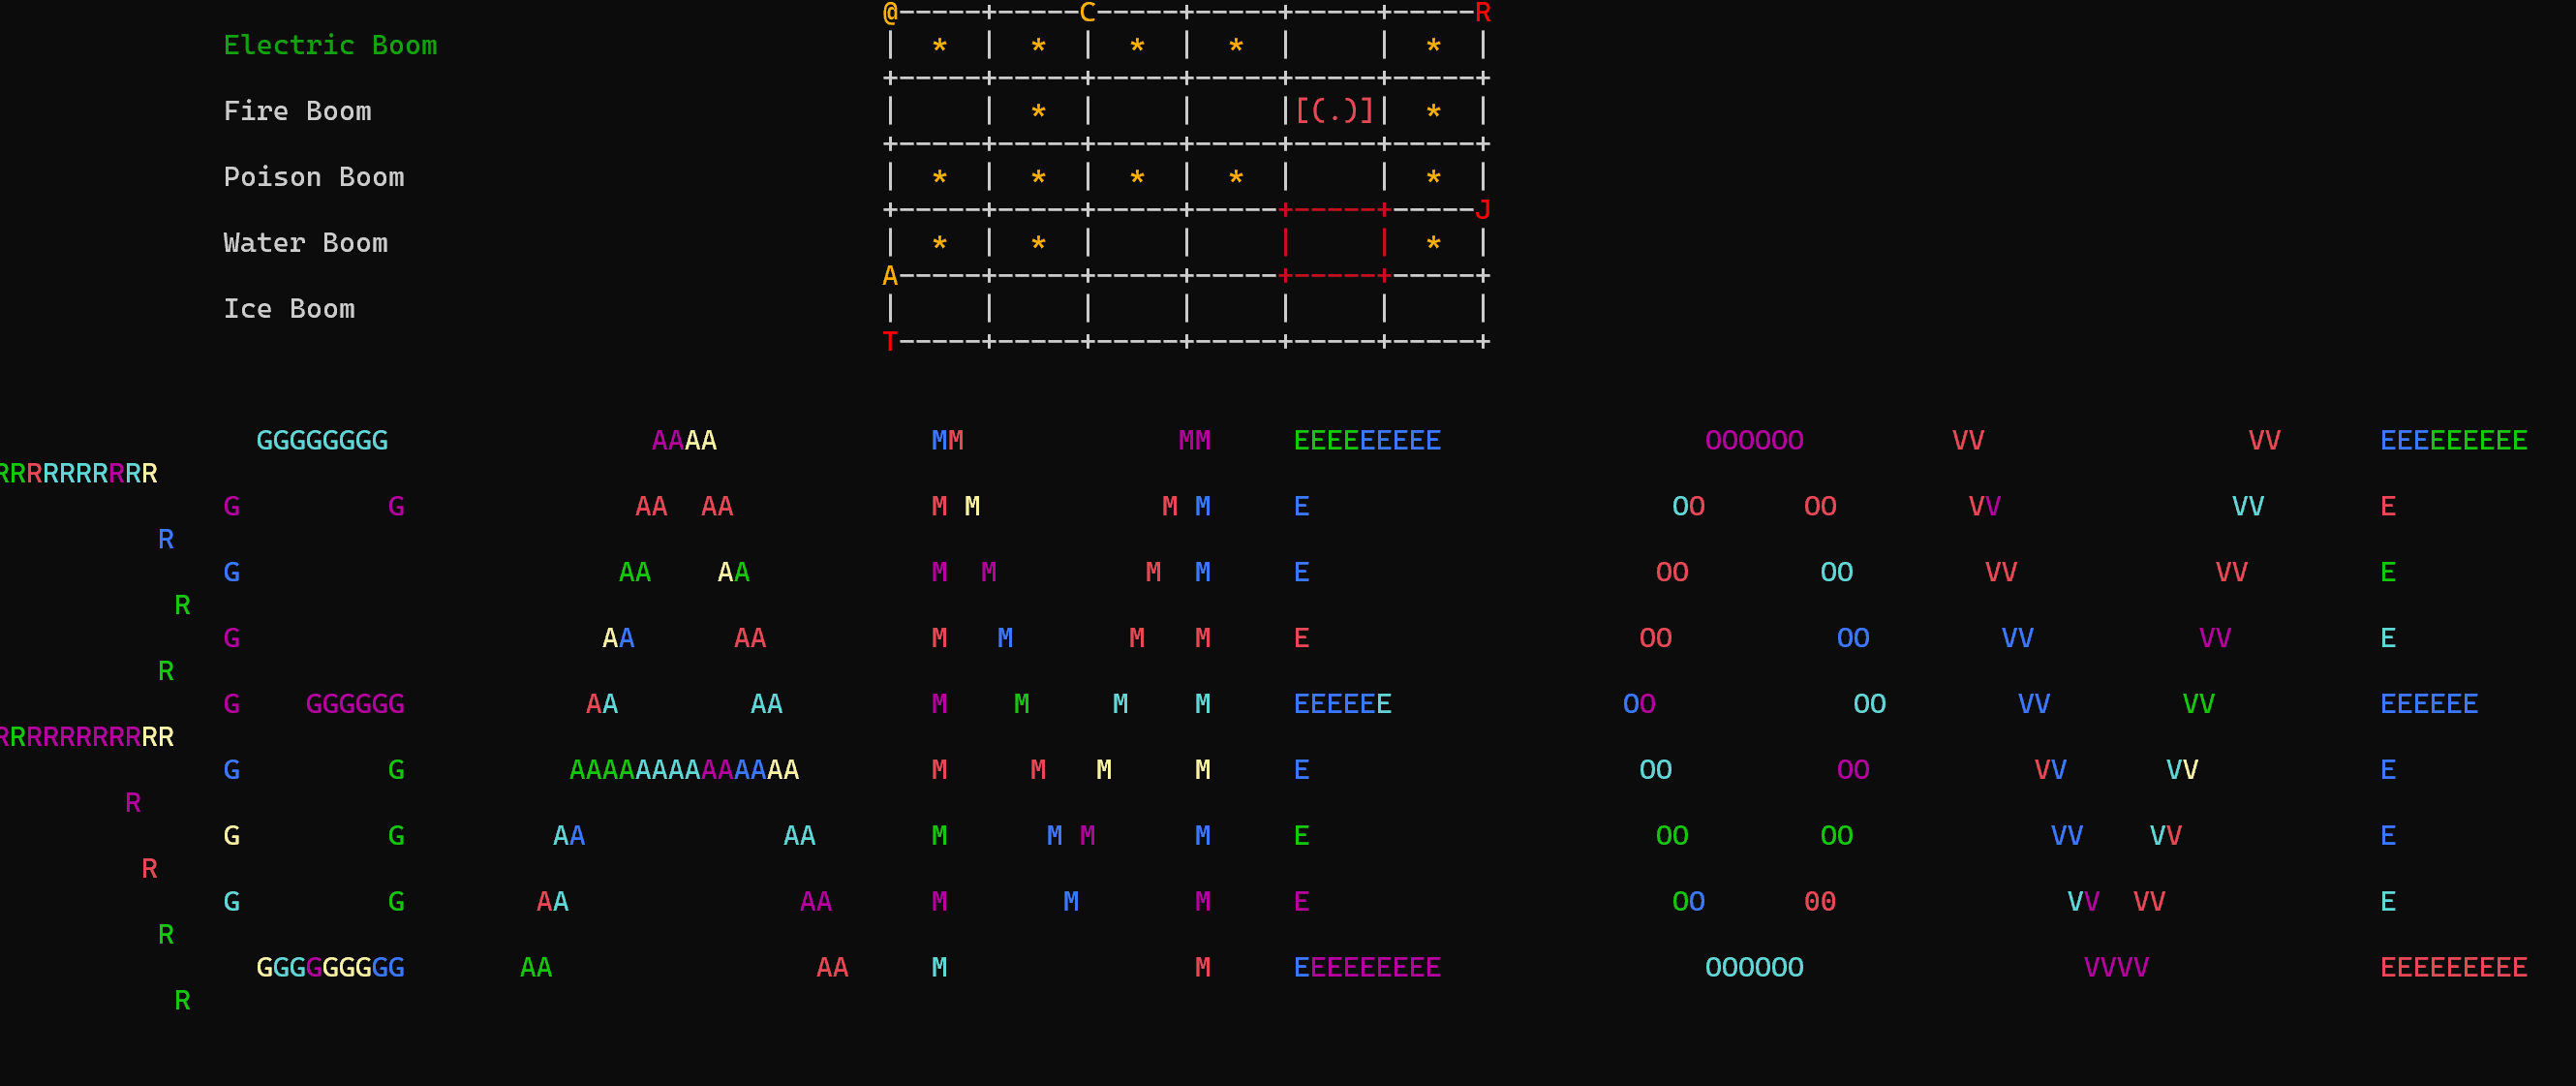 @-----+-----C-----+-----+-----+-----R
Electric Boom | * | * | * | * | | * |
+-----+-----+-----+-----+-----+-----+
Fire Boom | | * | | |[(.)]| * |
+-----+-----+-----+-----+-----+-----+
Poison Boom | * | * | * | * | | * |
+-----+-----+-----+-----+-----+-----J
Water Boom | * | * | | | | * |
A-----+-----+-----+-----+-----+-----+
Ice Boom | | | | | | |
T-----+-----+-----+-----+-----+-----+
GGGGGGGG AAAA MM MM EEEEEEEEE OOOOOO VV VV EEEEEEEEE
RRRRRRRRRR
G G AA AA M M M M E OO OO VV VV E
R
G AA AA M M M M E OO OO VV VV E
R
G AA AA M M M M E OO OO VV VV E
R
G GGGGGG AA AA M M M M EEEEEE OO OO VV VV EEEEEE
RRRRRRRRRRR
G G AAAAAAAAAAAAAA M M M M E OO OO VV VV E
R
G G AA AA M M M M E OO OO VV VV E
R
G G AA AA M M M E OO 00 VV VV E
R
GGGGGGGGG AA AA M M EEEEEEEEE OOOOOO VVVV EEEEEEEEE
R